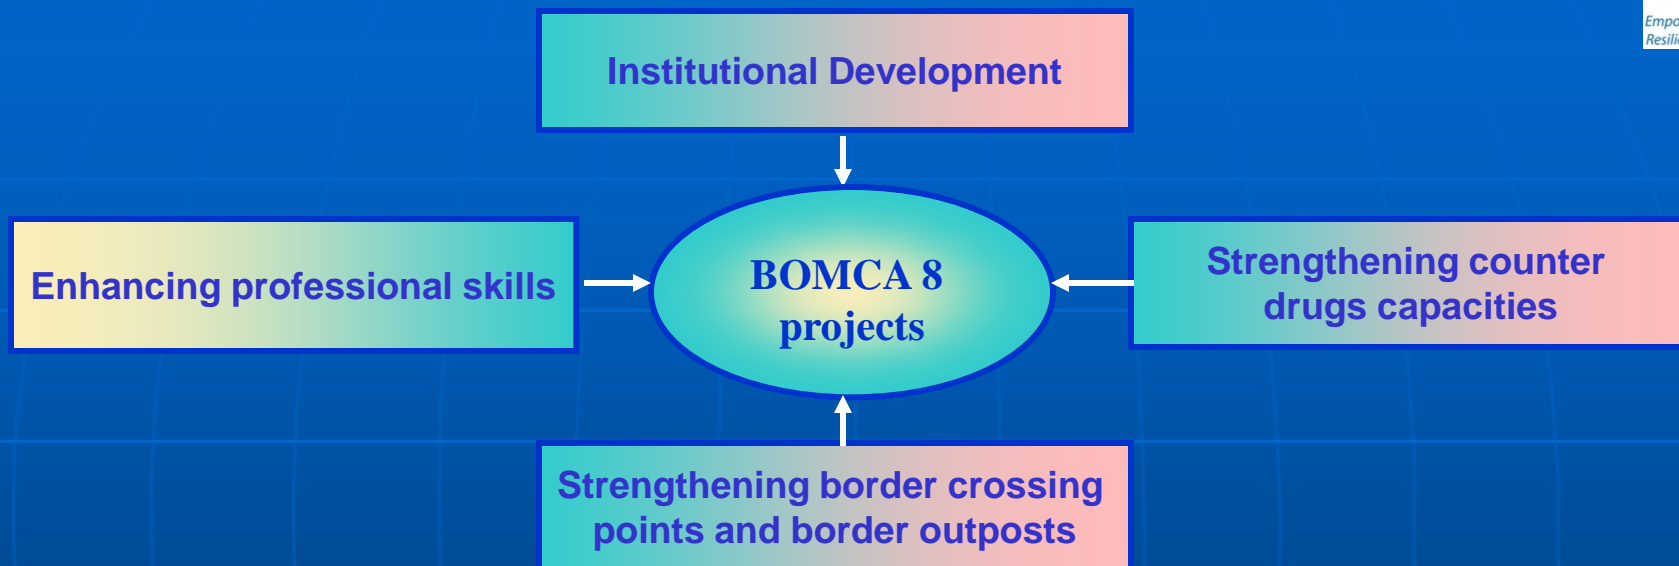 Institutional Development
Enhancing professional skills
BOMCA 8
projects
Strengthening counter
drugs capacities
Strengthening border crossing
points and border outposts